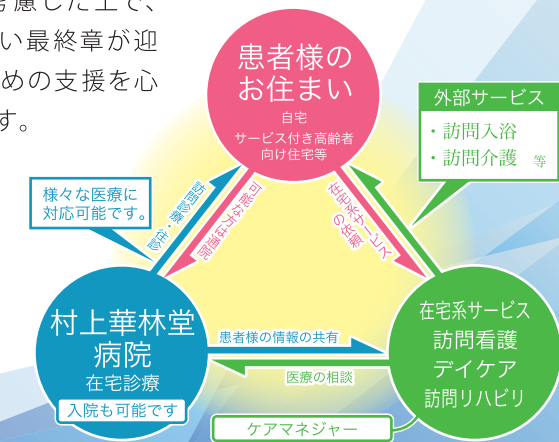 考慮した上で、
い最終章が迎
めの支援を心
す。
患者様の
お住まい
自宅
サービス付き高齢者
向け住宅等
外部サービス
・訪問入浴
・訪問介護 等
様々な医療に
対応可能です。
訪問診療・往診
可能な方は通院
在宅系サービス
の依頼
村上華林堂
病院
在宅診療
入院も可能です
患者様の情報の共有
医療の相談
在宅系サービス
訪問看護
デイケア
訪問リハビリ
ケアマネジャー